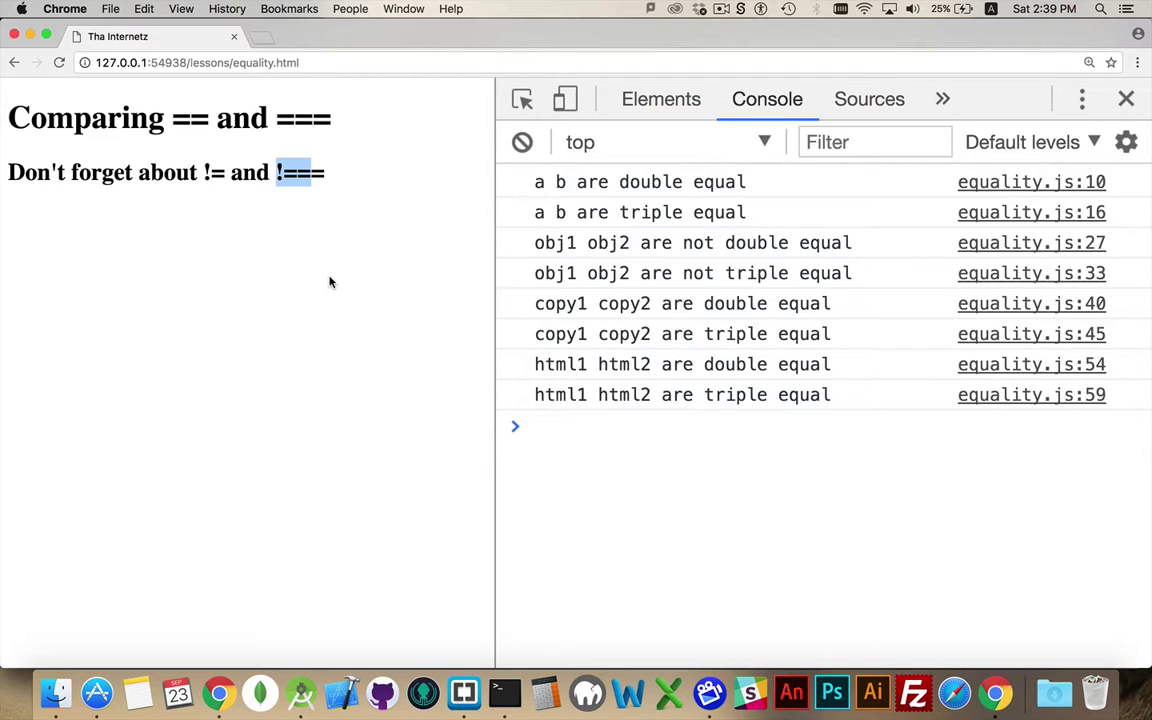 Chrome File Edit View History Bookmarks People Window Help 25% A Sat 2:39 PM
Tha Internetz
127.0.0.1:54938/lessons/equality.html
Elements Console Sources
top Filter Default levels
Comparing == and ===
Don't forget about != and !===
a b are double equal equality.js:10
a b are triple equal equality.js:16
obj1 obj2 are not double equal equality.js:27
obj1 obj2 are not triple equal equality.js:33
copy1 copy2 are double equal equality.js:40
copy1 copy2 are triple equal equality.js:45
html1 html2 are double equal equality.js:54
html1 html2 are triple equal equality.js:59
SEP
23
An Ps Ai FZ